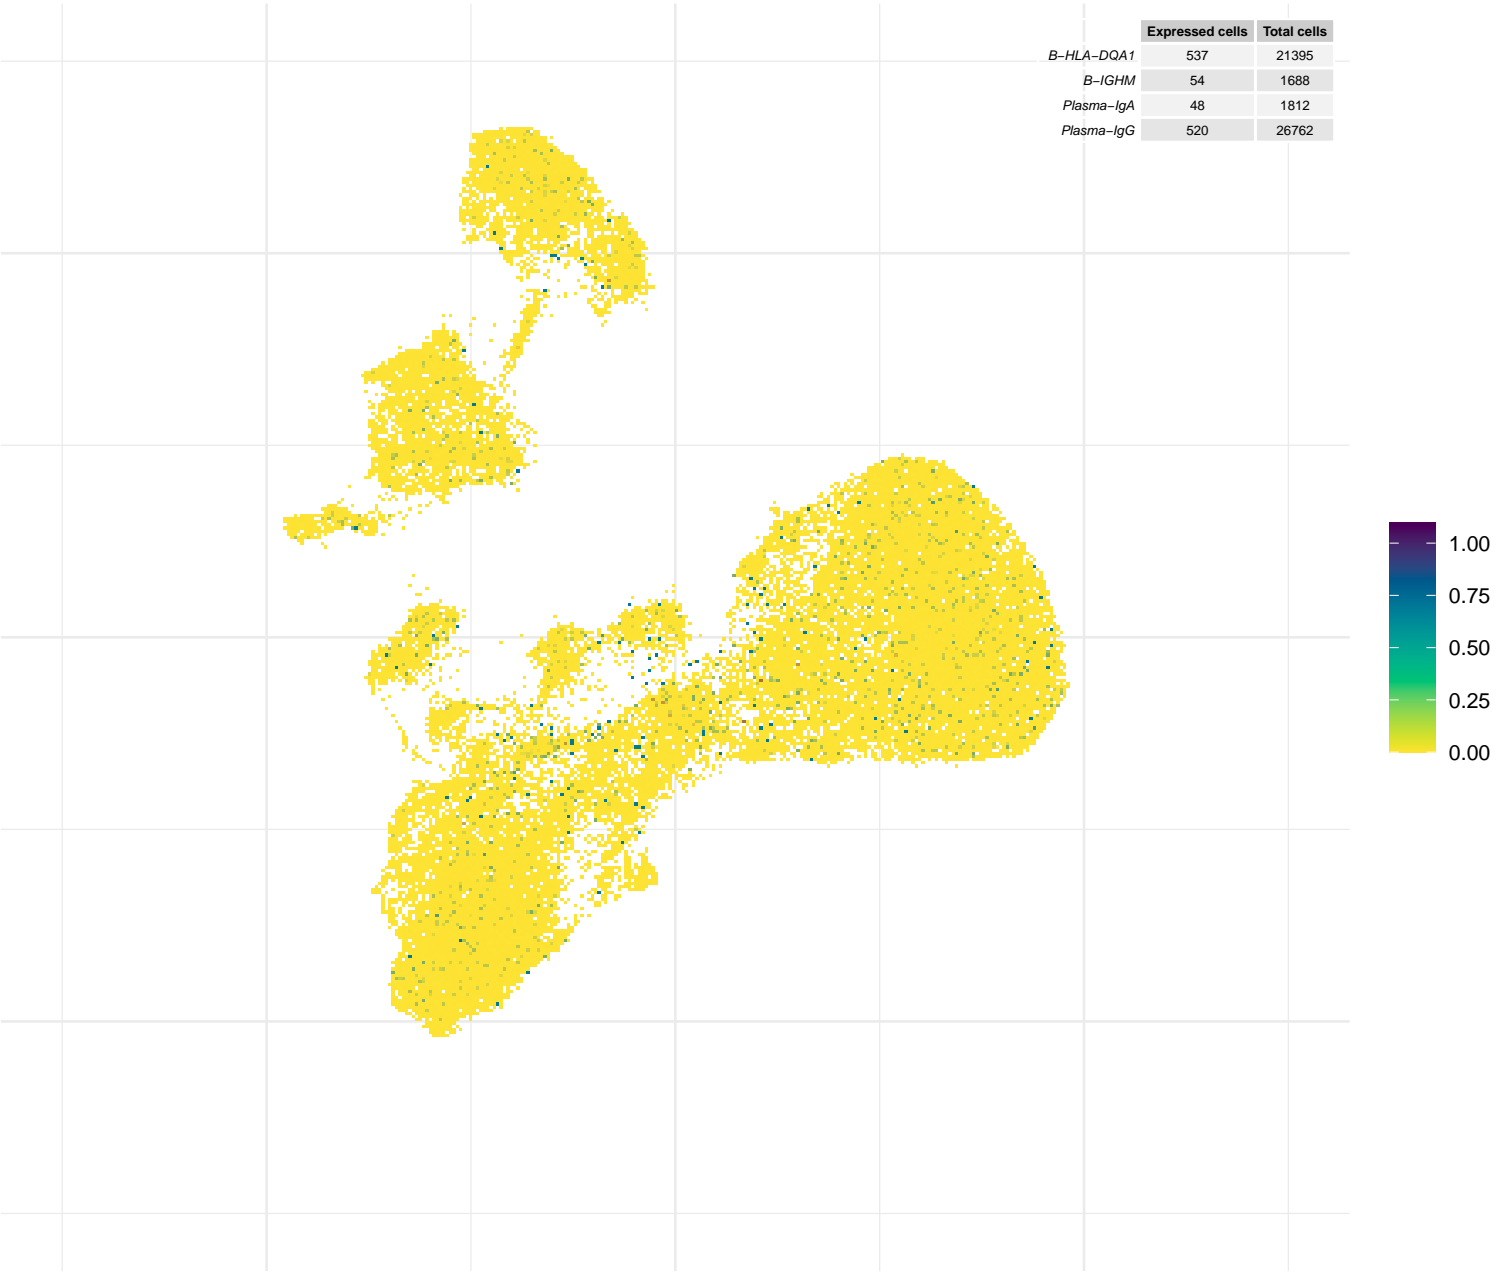 Expressed cells Total cells
B−HLA−DQA1 537 21395
B−IGHM 54 1688
Plasma−IgA 48 1812
Plasma−IgG 520 26762
1.00
0.75
0.50
0.25
0.00